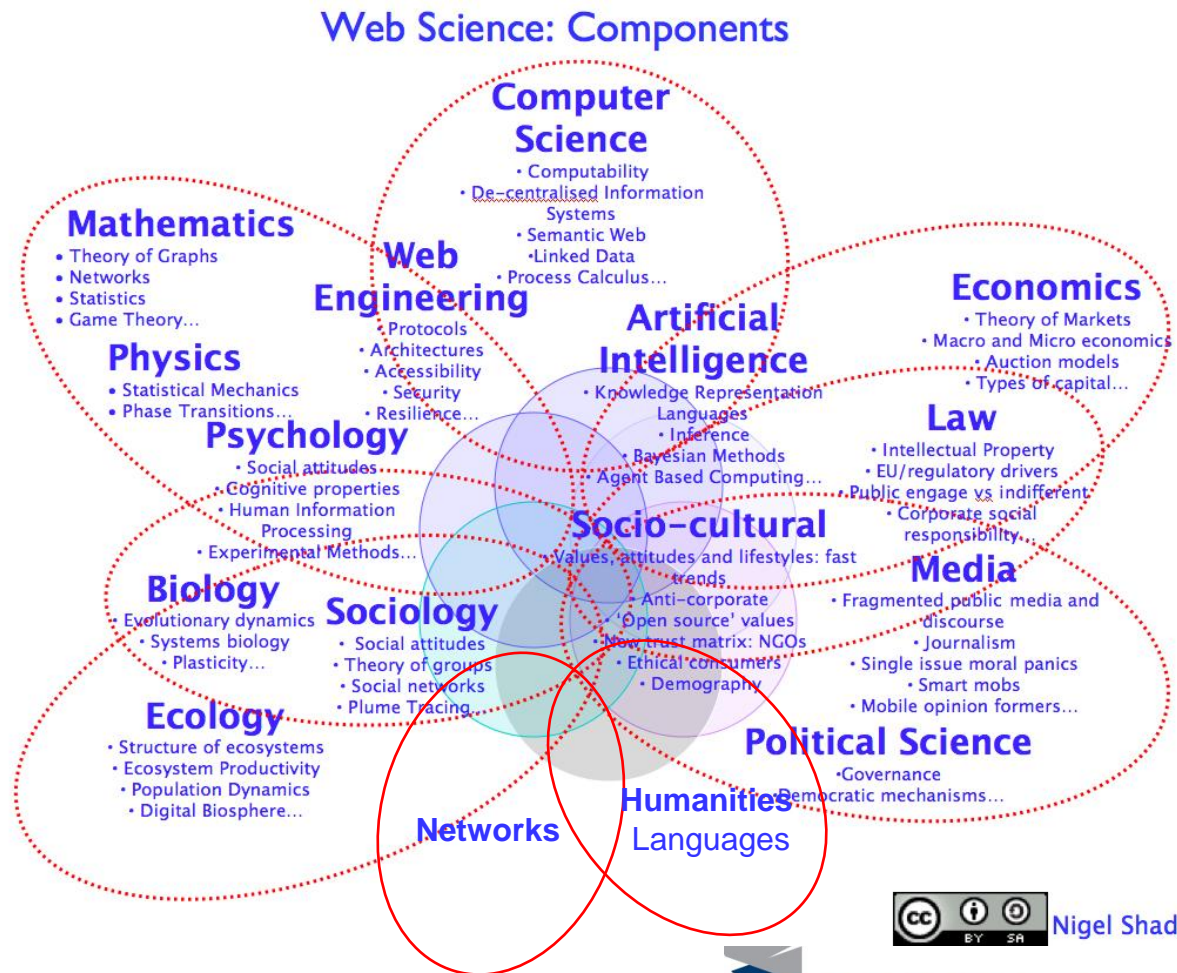 Web Science: Components
Computer
Science
• Computability
• De-centralised Information
Systems
• Semantic Web
•Linked Data
• Process Calculus...
Mathematics
• Theory of Graphs
• Networks
• Statistics
• Game Theory...
Web
Engineering
• Protocols
• Architectures
• Accessibility
• Security
• Resilience...
Artificial
Intelligence
• Knowledge Representation
Languages
• Inference
• Bayesian Methods
• Agent Based Computing...
Economics
• Theory of Markets
• Macro and Micro economics
• Auction models
• Types of capital...
Physics
• Statistical Mechanics
• Phase Transitions...
Law
• Intellectual Property
• EU/regulatory drivers
• Public engage vs indifferent
• Corporate social
responsibility...
Psychology
• Social attitudes
• Cognitive properties
• Human Information
Processing
• Experimental Methods...
Socio-cultural
• Values, attitudes and lifestyles: fast
trends
• Anti-corporate
• 'Open source' values
• New trust matrix: NGOs
• Ethical consumers
• Demography
Media
• Fragmented public media and
discourse
• Journalism
• Single issue moral panics
• Smart mobs
• Mobile opinion formers...
Biology
• Evolutionary dynamics
• Systems biology
• Plasticity...
Sociology
• Social attitudes
• Theory of groups
• Social networks
• Plume Tracing...
Ecology
• Structure of ecosystems
• Ecosystem Productivity
• Population Dynamics
• Digital Biosphere...
Political Science
•Governance
•Democratic mechanisms...
Networks
Humanities
Languages
cc BY SA
Nigel Shad